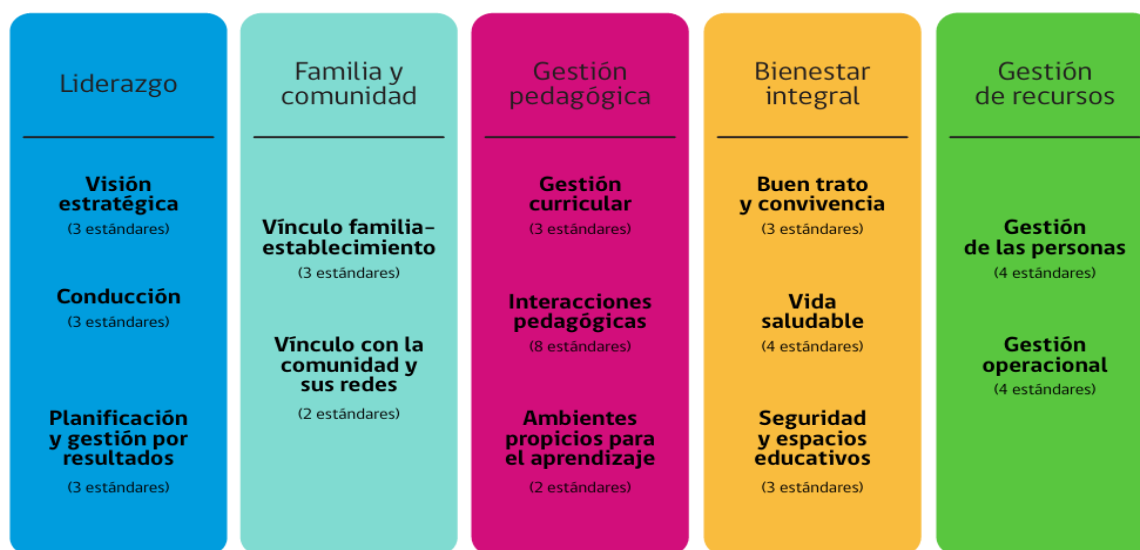 Liderazgo
Visión
estratégica
(3 estándares)
Conducción
(3 estándares)
Planificación
y gestión por
resultados
(3 estándares)
Familia y
comunidad
Vínculo familia–
establecimiento
(3 estándares)
Vínculo con la
comunidad y
sus redes
(2 estándares)
Gestión
pedagógica
Gestión
curricular
(3 estándares)
Interacciones
pedagógicas
(8 estándares)
Ambientes
propicios para
el aprendizaje
(2 estándares)
Bienestar
integral
Buen trato
y convivencia
(3 estándares)
Vida
saludable
(4 estándares)
Seguridad
y espacios
educativos
(3 estándares)
Gestión
de recursos
Gestión
de las personas
(4 estándares)
Gestión
operacional
(4 estándares)